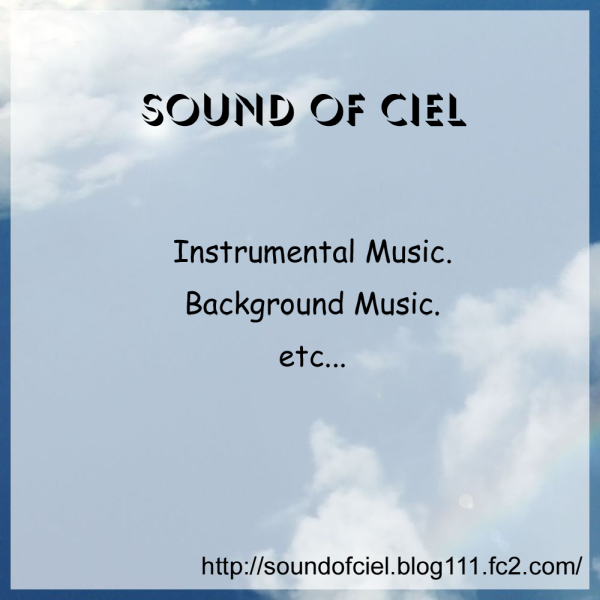 SOUND OF CIEL
Instrumental Music.
Background Music.
etc...
http://soundofciel.blog111.fc2.com/